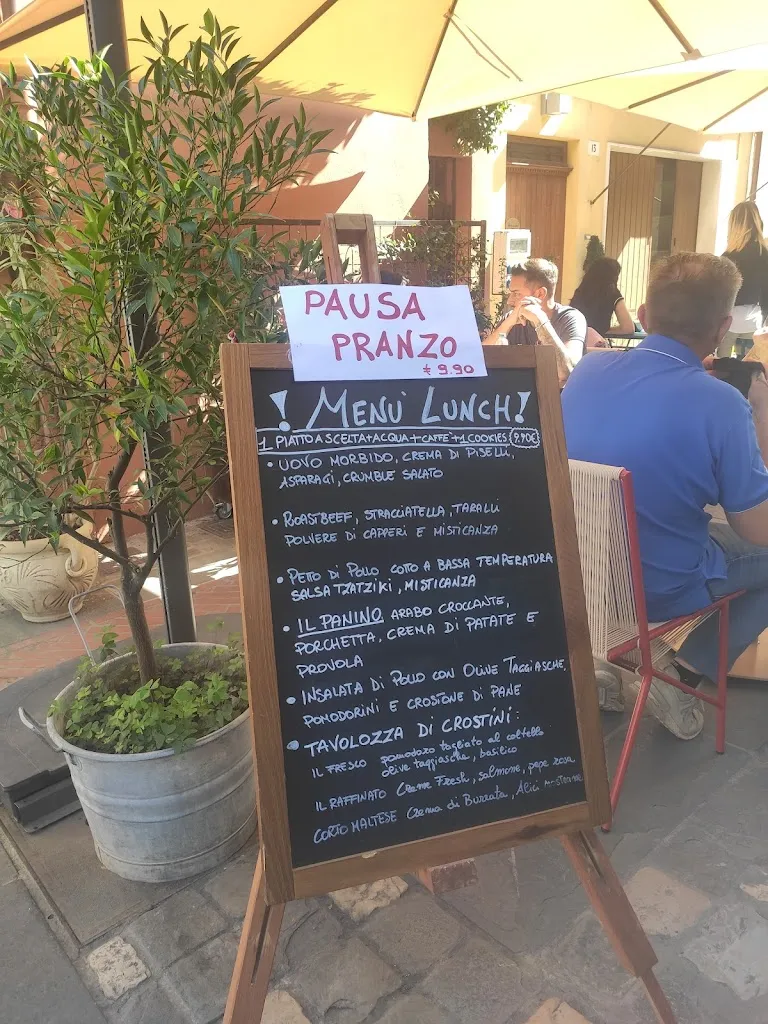 PAUSA
PRANZO
€ 9.90
! MENÙ LUNCH!
1 PIATTO A SCELTA+ACQUA+CAFFÈ+1 COOKIES 9,90€
• UOVO MORBIDO, CREMA DI PISELLI,
ASPARAGI, CRUMBLE SALATO
• ROASTBEEF, STRACCIATELLA, TARALLI
POLVERE DI CAPPERI E MISTICANZA
• PETTO DI POLLO COTTO A BASSA TEMPERATURA
SALSA TZATZIKI, MISTICANZA
• IL PANINO ARABO CROCCANTE,
PORCHETTA, CREMA DI PATATE E
PROVOLA
• INSALATA DI POLLO CON OLIVE TAGGIASCHE,
POMODORINI E CROSTONE DI PANE
• TAVOLOZZA DI CROSTINI:
IL FRESCO pomodoro tagliato al coltello
olive taggiasche, basilico
IL RAFFINATO Creme Fresh, salmone, pepe rosa
CORTO MALTESE Crema di Burrata, Alici
13